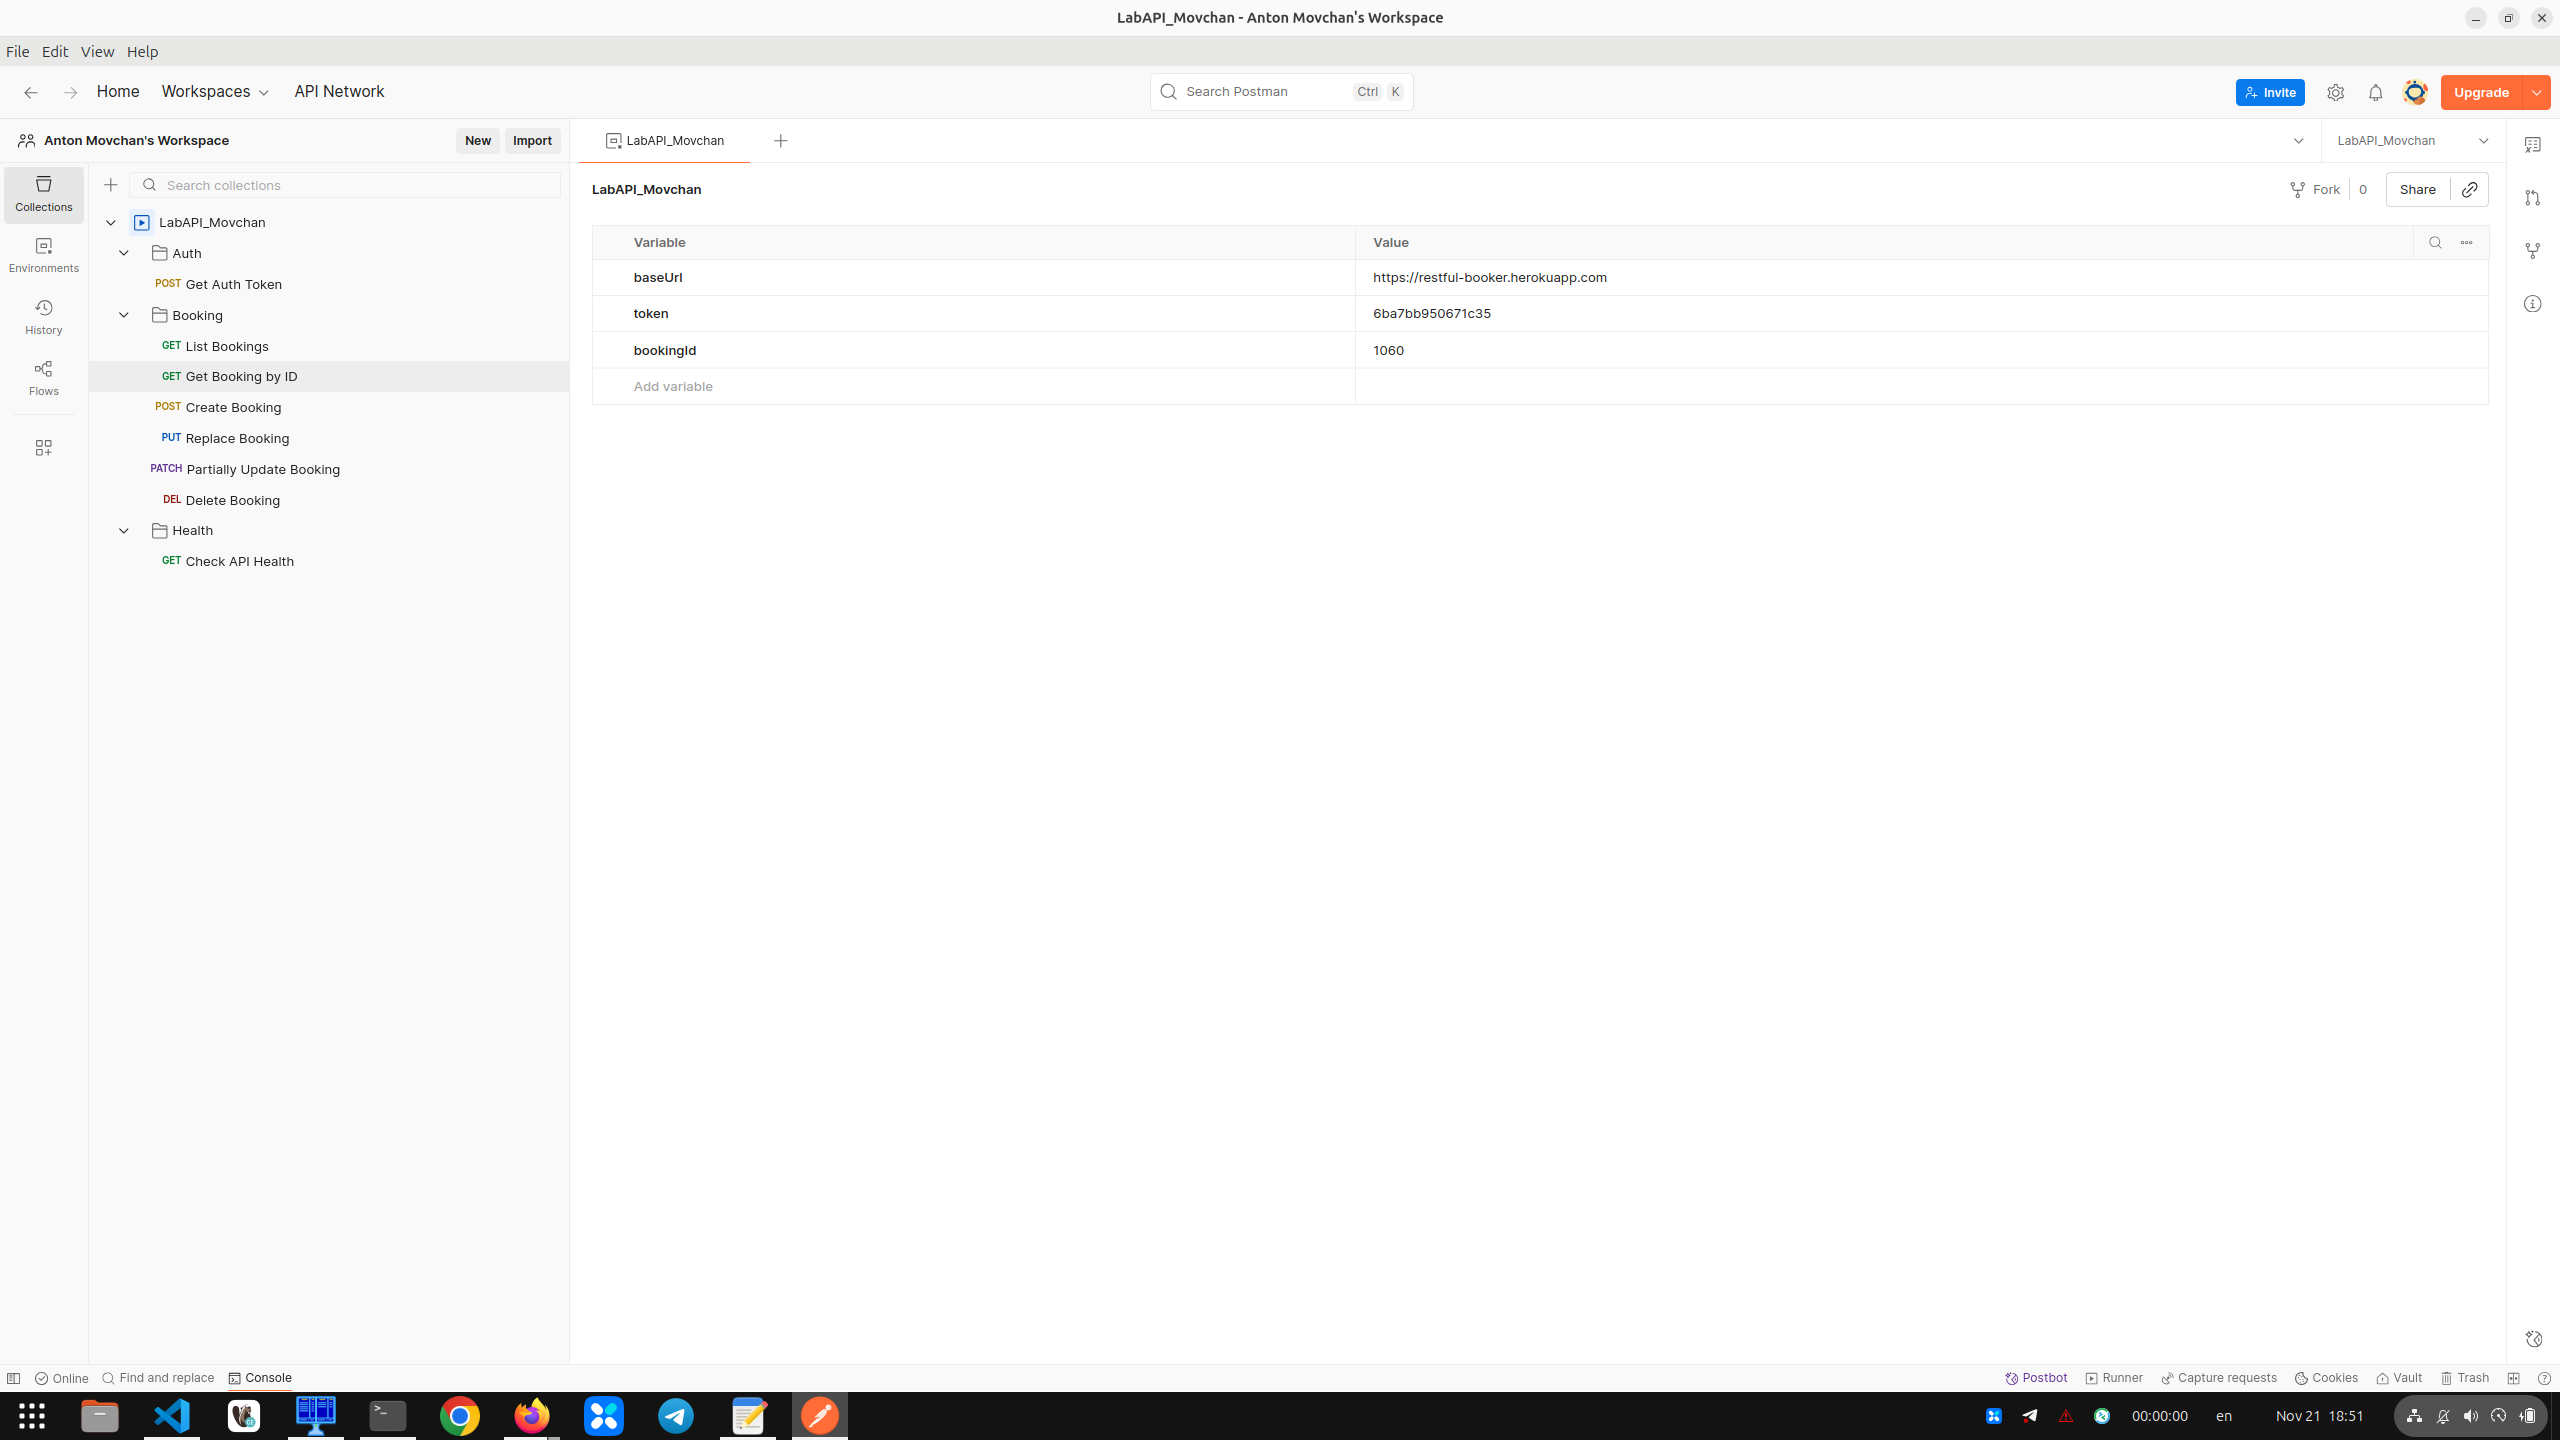 LabAPI_Movchan - Anton Movchan's Workspace
File Edit View Help
Home Workspaces API Network
Search Postman Ctrl K
Invite
Upgrade
Anton Movchan's Workspace
New Import
LabAPI_Movchan
LabAPI_Movchan
Collections
Environments
History
Flows
Search collections
LabAPI_Movchan
Auth
POST Get Auth Token
Booking
GET List Bookings
GET Get Booking by ID
POST Create Booking
PUT Replace Booking
PATCH Partially Update Booking
DEL Delete Booking
Health
GET Check API Health
LabAPI_Movchan
Fork 0
Share
Variable Value
baseUrl https://restful-booker.herokuapp.com
token 6ba7bb950671c35
bookingId 1060
Add variable
Online Find and replace Console
Postbot Runner Capture requests Cookies Vault Trash
00:00:00 en Nov 21 18:51